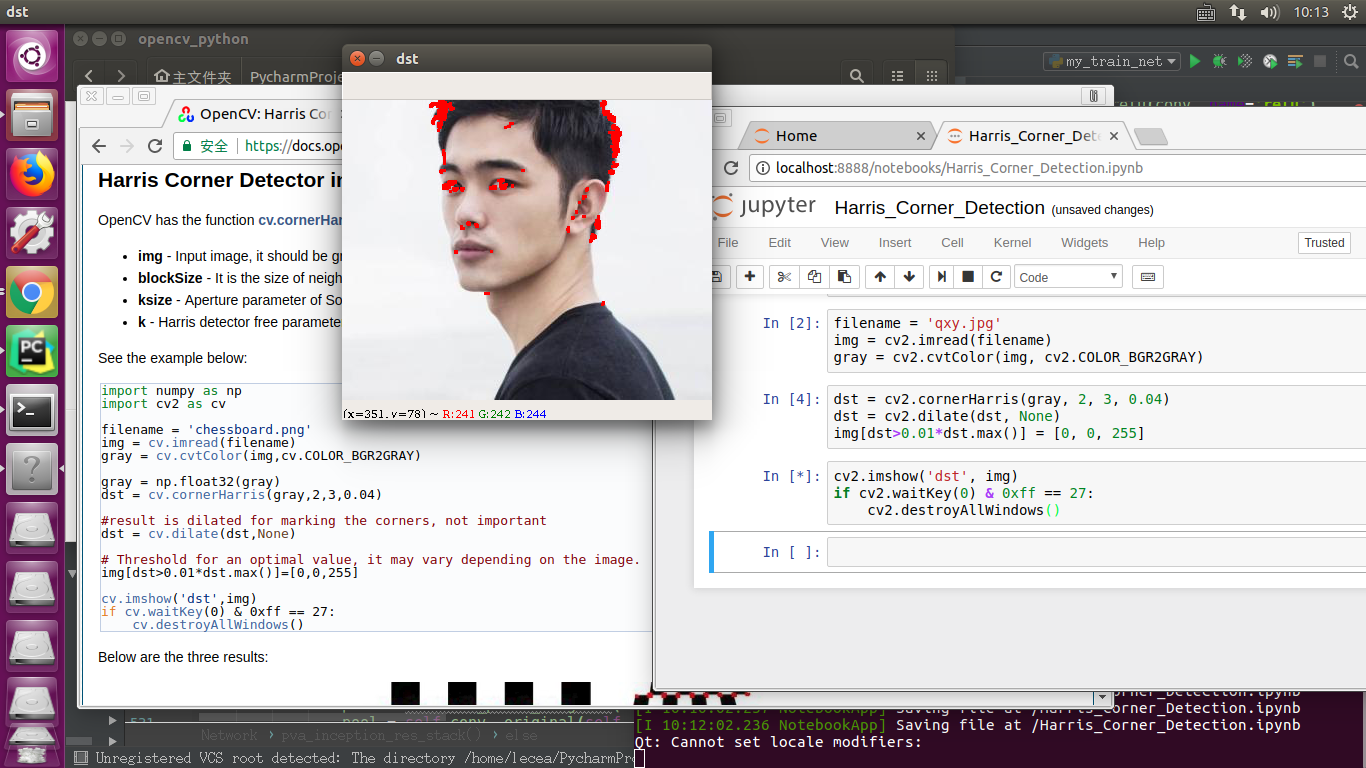 dst
10:13
opencv_python
dst
主文件夹
PycharmProje
my_train_net
OpenCV: Harris Cor
安全
https://docs.ope
Harris Corner Detector in
OpenCV has the function cv.cornerHar
img - Input image, it should be gr
blockSize - It is the size of neigh
ksize - Aperture parameter of So
k - Harris detector free paramete
See the example below:
import numpy as np
import cv2 as cv
filename = 'chessboard.png'
img = cv.imread(filename)
gray = cv.cvtColor(img,cv.COLOR_BGR2GRAY)
gray = np.float32(gray)
dst = cv.cornerHarris(gray,2,3,0.04)
#result is dilated for marking the corners, not important
dst = cv.dilate(dst,None)
# Threshold for an optimal value, it may vary depending on the image.
img[dst>0.01*dst.max()]=[0,0,255]
cv.imshow('dst',img)
if cv.waitKey(0) & 0xff == 27:
cv.destroyAllWindows()
Below are the three results:
(x=351, y=78) ~ R:241 G:242 B:244
Home
Harris_Corner_Dete
localhost:8888/notebooks/Harris_Corner_Detection.ipynb
jupyter Harris_Corner_Detection (unsaved changes)
File Edit View Insert Cell Kernel Widgets Help Trusted
Code
In [2]: filename = 'qxy.jpg'
img = cv2.imread(filename)
gray = cv2.cvtColor(img, cv2.COLOR_BGR2GRAY)
In [4]: dst = cv2.cornerHarris(gray, 2, 3, 0.04)
dst = cv2.dilate(dst, None)
img[dst>0.01*dst.max()] = [0, 0, 255]
In [*]: cv2.imshow('dst', img)
if cv2.waitKey(0) & 0xff == 27:
cv2.destroyAllWindows()
In [ ]:
orner_Detection.ipynb
[I 10:12:02.236 NotebookApp] Saving file at /Harris_Corner_Detection.ipynb
Saving file at /Harris_Corner_Detection.ipynb
Qt: Cannot set locale modifiers:
Network › pva_inception_res_stack() › else
Unregistered VCS root detected: The directory /home/lecea/PycharmPro